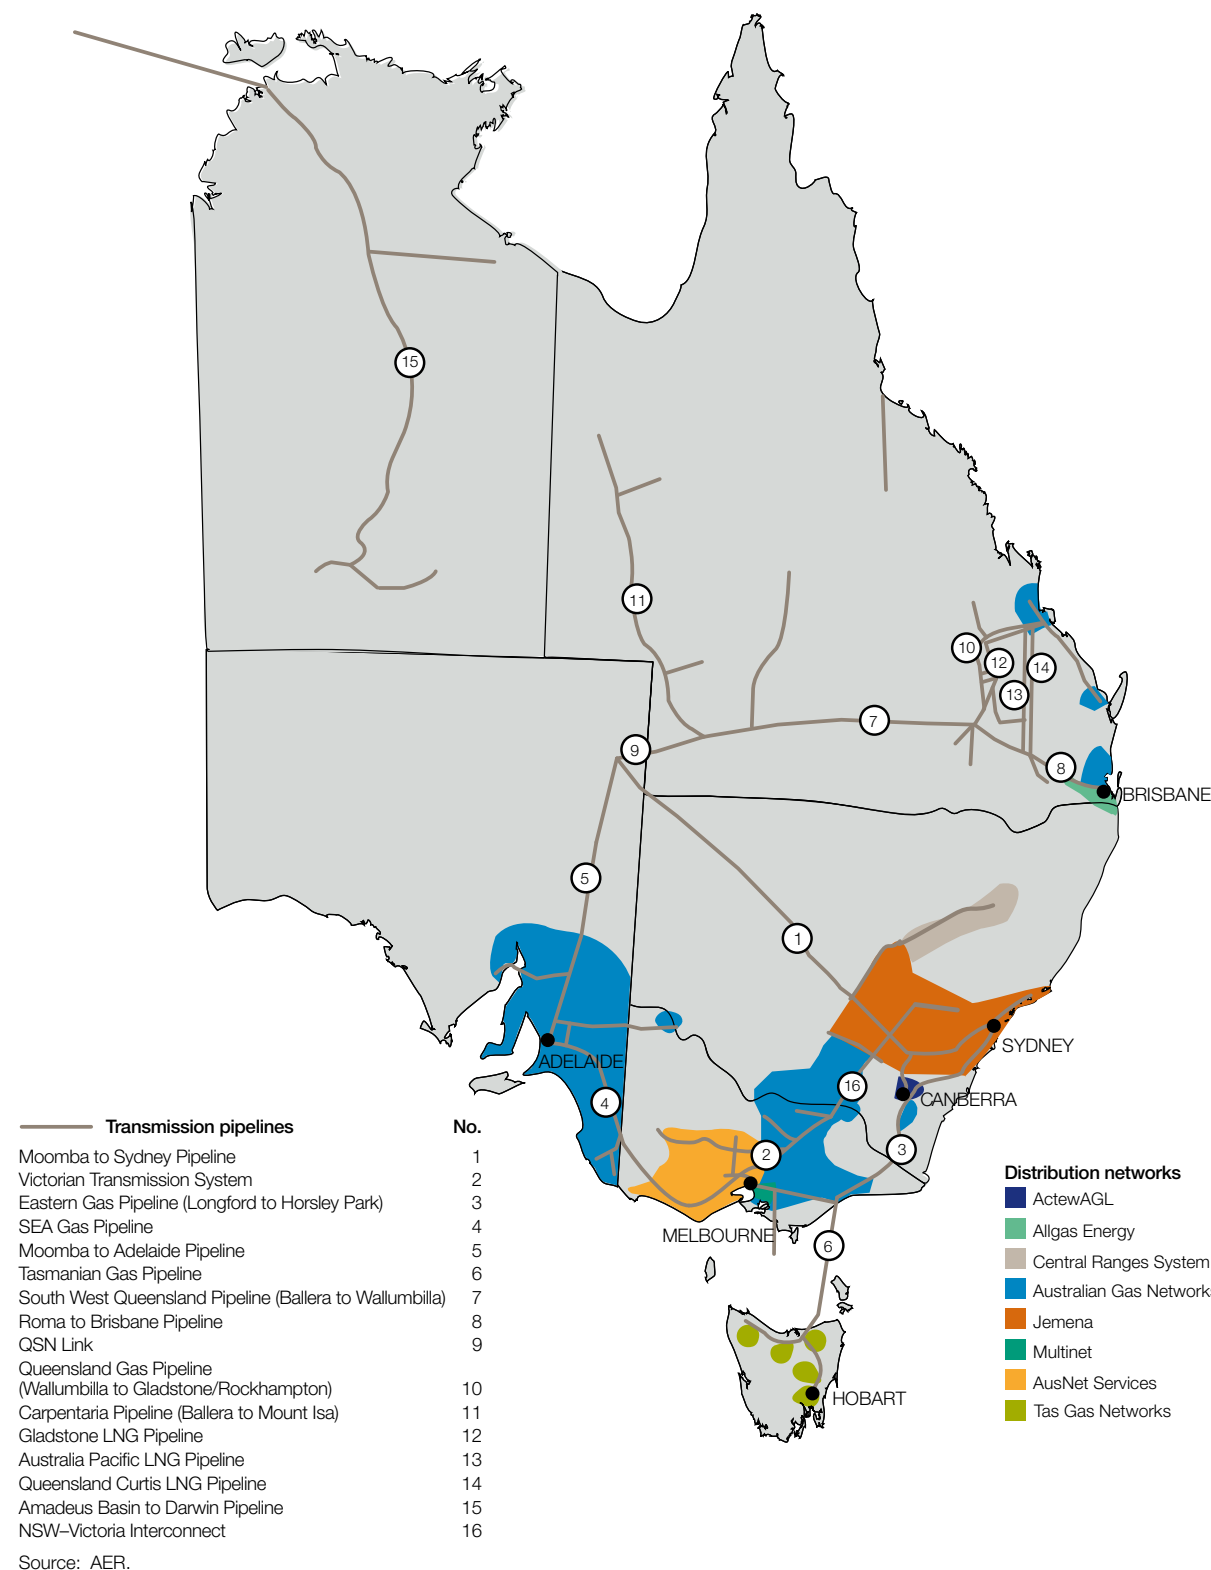 15
11
10
12
14
13
7
9
8
BRISBANE
5
1
SYDNEY
ADELAIDE
16
CANBERRA
4
3
2
MELBOURNE
6
HOBART
Transmission pipelines No.
Moomba to Sydney Pipeline 1
Victorian Transmission System 2
Eastern Gas Pipeline (Longford to Horsley Park) 3
SEA Gas Pipeline 4
Moomba to Adelaide Pipeline 5
Tasmanian Gas Pipeline 6
South West Queensland Pipeline (Ballera to Wallumbilla) 7
Roma to Brisbane Pipeline 8
QSN Link 9
Queensland Gas Pipeline
(Wallumbilla to Gladstone/Rockhampton) 10
Carpentaria Pipeline (Ballera to Mount Isa) 11
Gladstone LNG Pipeline 12
Australia Pacific LNG Pipeline 13
Queensland Curtis LNG Pipeline 14
Amadeus Basin to Darwin Pipeline 15
NSW–Victoria Interconnect 16
Source: AER.
Distribution networks
ActewAGL
Allgas Energy
Central Ranges System
Australian Gas Network
Jemena
Multinet
AusNet Services
Tas Gas Networks